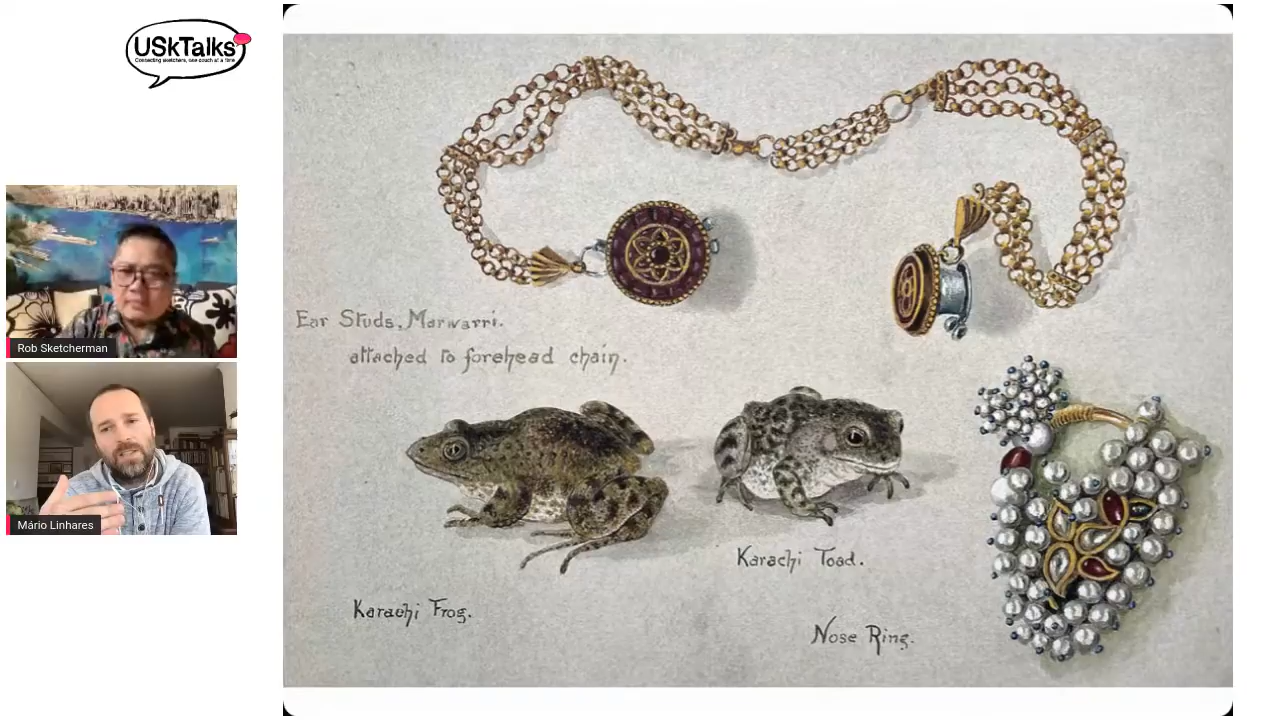 USkTalks
Connecting sketchers, one couch at a time
Rob Sketcherman
Mário Linhares
Ear Studs, Marwarri.
attached to forehead chain.
Karachi Frog.
Karachi Toad.
Nose Ring.